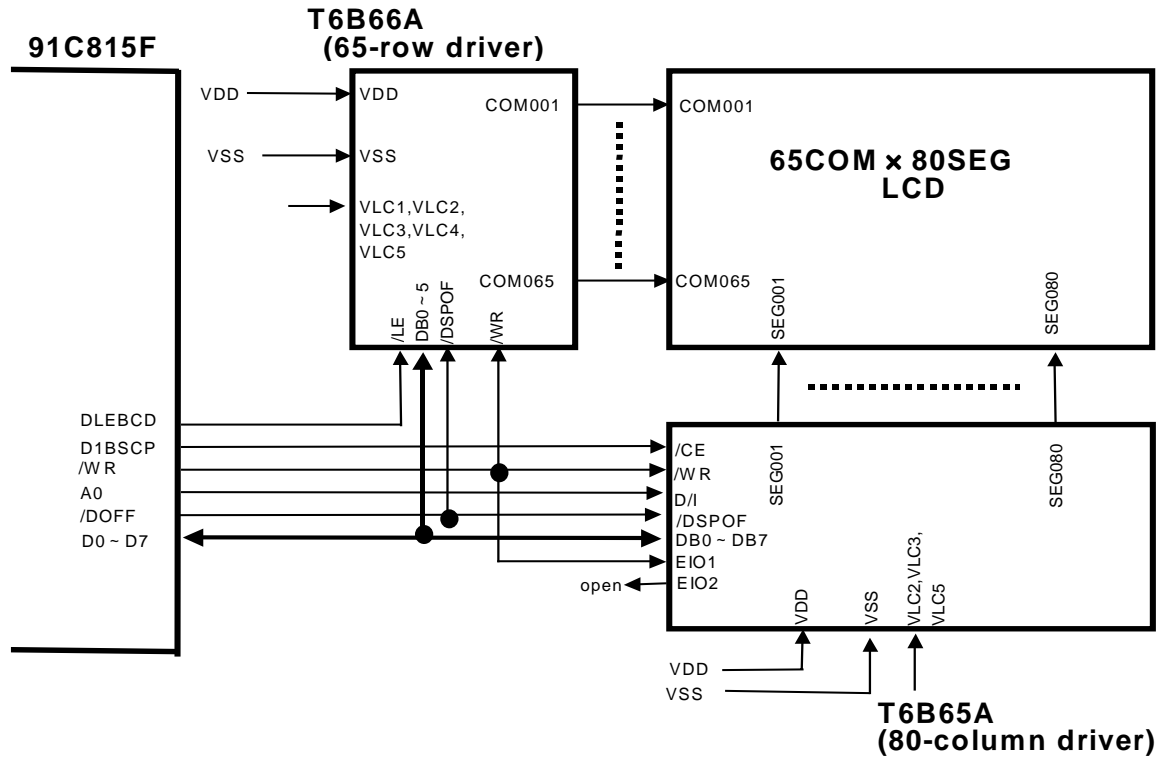 91C815F
T6B66A
(65-row driver)
VDD
VSS
VDD
VSS
VLC1,VLC2,
VLC3,VLC4,
VLC5
COM001
COM065
/LE
DB0 ~ 5
/DSPOF
/WR
COM001
65COM × 80SEG
LCD
COM065
SEG001
SEG080
DLEBCD
D1BSCP
/WR
A0
/DOFF
D0 ~ D7
/CE
/WR
D/I
/DSPOF
DB0 ~ DB7
EIO1
EIO2
open
SEG001
SEG080
VDD
VSS
VLC2,VLC3,
VLC5
VDD
VSS
T6B65A
(80-column driver)